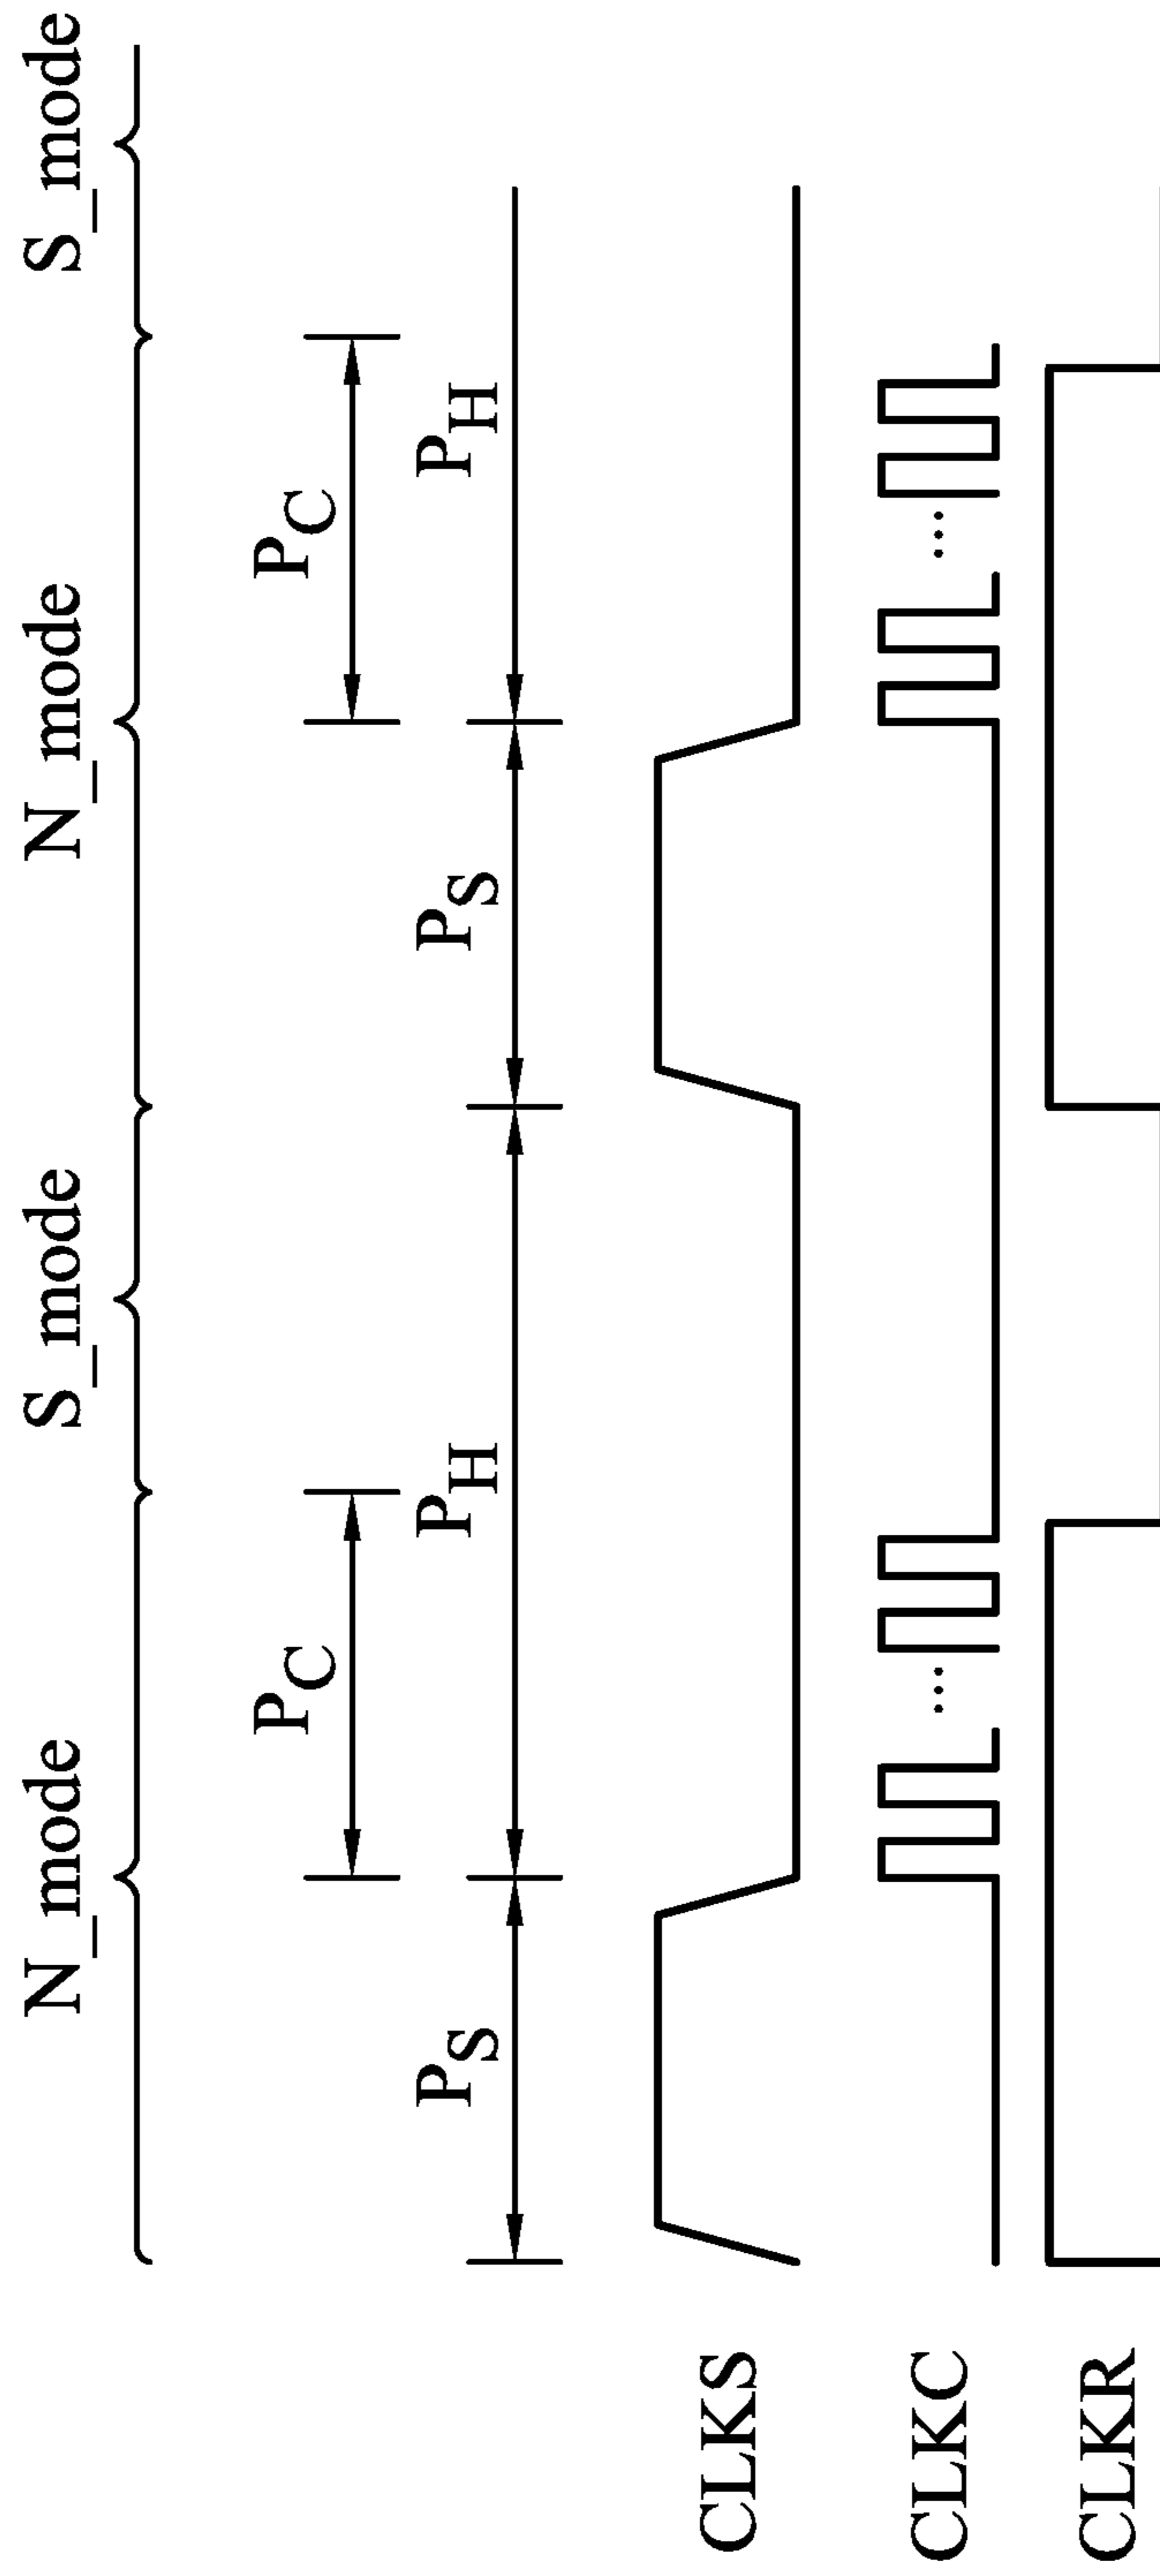 N_mode S_mode N_mode S_mode
P_C P_C
P_S P_H P_S P_H
CLKS
CLKC
...
...
CLKR